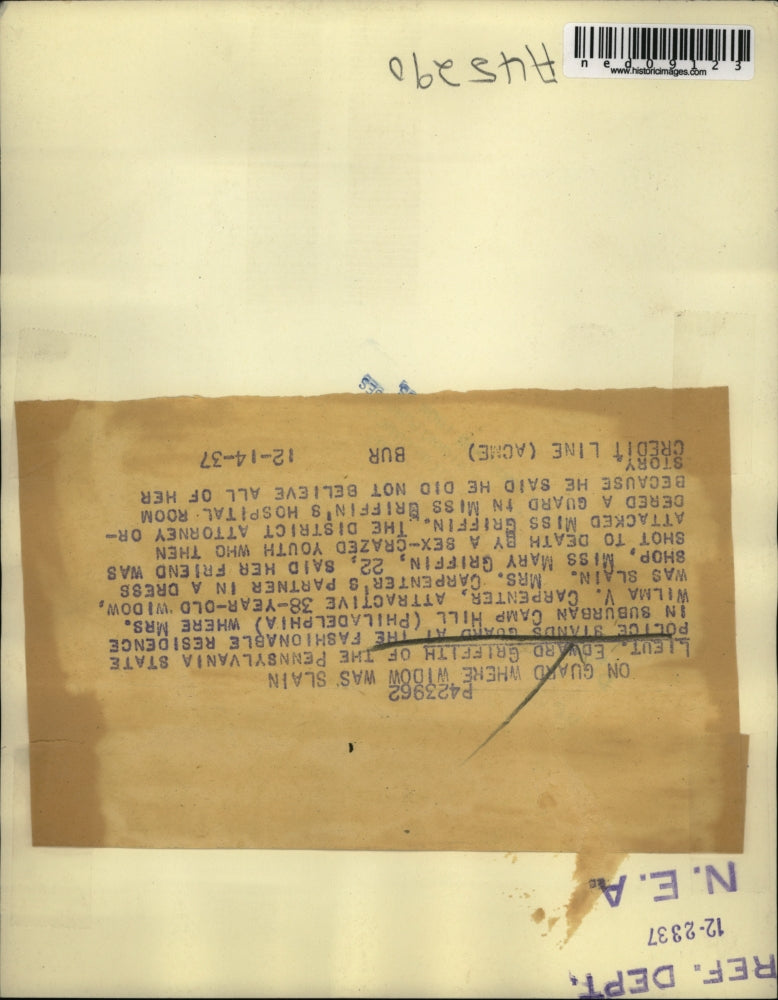 ned09123
www.historicimages.com
A45290
P423962
ON GUARD WHERE WIDOW WAS SLAIN
LIEUT. EDWARD GRIFFITH OF THE PENNSYLVANIA STATE
POLICE STANDS GUARD AT THE FASHIONABLE RESIDENCE
IN SUBURBAN CAMP HILL (PHILADELPHIA) WHERE MRS.
WILMA V. CARPENTER, ATTRACTIVE 38-YEAR-OLD WIDOW,
WAS SLAIN. MRS. CARPENTER'S PARTNER IN A DRESS
SHOP, MISS MARY GRIFFIN, 22, SAID HER FRIEND WAS
SHOT TO DEATH BY A SEX-CRAZED YOUTH WHO THEN
ATTACKED MISS GRIFFIN. THE DISTRICT ATTORNEY OR-
DERED A GUARD IN MISS GRIFFIN'S HOSPITAL ROOM
BECAUSE HE SAID HE DID NOT BELIEVE ALL OF HER
STORY.
CREDIT LINE (ACME) BUR 12-14-37
REF. DEPT.
12-2337
N.E.A.